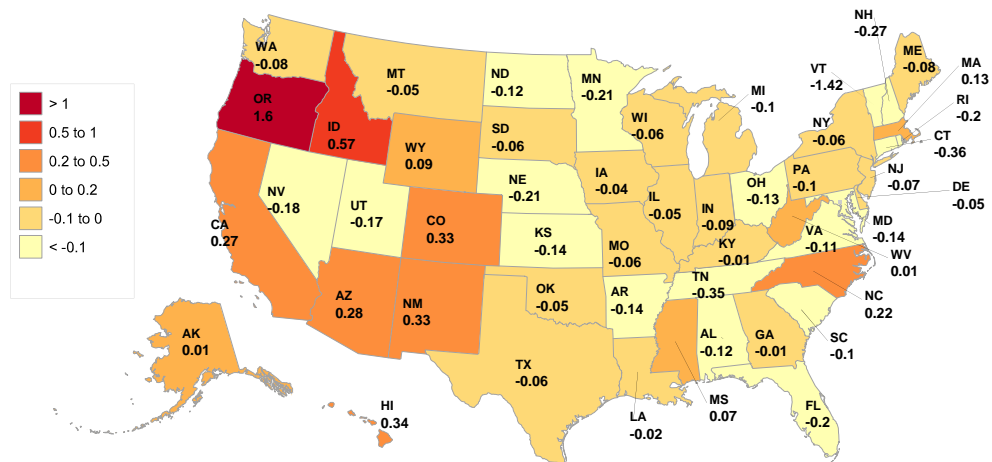 > 1
0.5 to 1
0.2 to 0.5
0 to 0.2
-0.1 to 0
< -0.1
WA
-0.08
OR
1.6
ID
0.57
MT
-0.05
WY
0.09
ND
-0.12
SD
-0.06
NE
-0.21
KS
-0.14
MN
-0.21
WI
-0.06
MI
-0.1
IA
-0.04
IL
-0.05
IN
-0.09
OH
-0.13
PA
-0.1
NY
-0.06
VT
-1.42
NH
-0.27
ME
-0.08
MA
0.13
RI
-0.2
CT
-0.36
NJ
-0.07
DE
-0.05
MD
-0.14
WV
0.01
VA
-0.11
NC
0.22
SC
-0.1
GA
-0.01
FL
-0.2
AL
-0.12
MS
0.07
LA
-0.02
TN
-0.35
KY
-0.01
MO
-0.06
AR
-0.14
OK
-0.05
TX
-0.06
NM
0.33
CO
0.33
UT
-0.17
AZ
0.28
NV
-0.18
CA
0.27
AK
0.01
HI
0.34